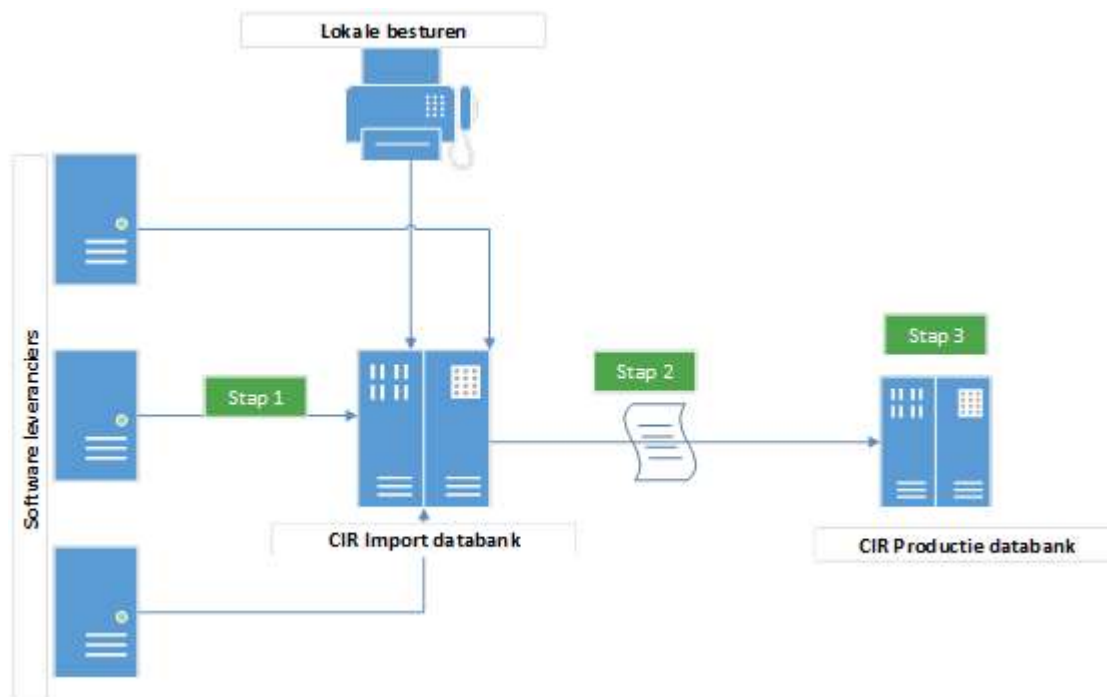 Lokale besturen
Software leveranciers
Stap 1
Stap 2
Stap 3
CIR Import databank
CIR Productie databank